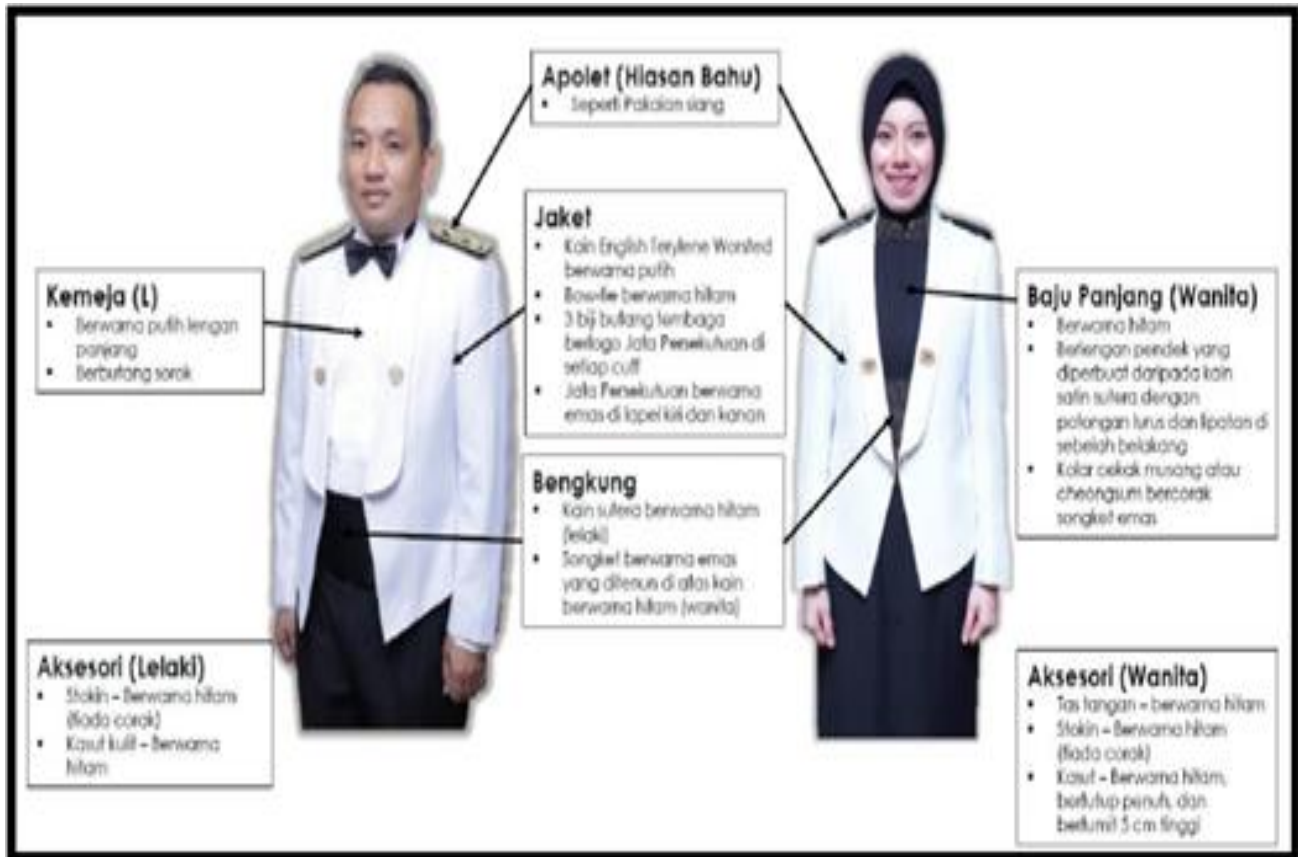 Apolet (Hiasan Bahu)
• Seperti Pakaian siang
Jaket
• Kain English Terylene Worsted
berwarna putih
• Bow-tie berwarna hitam
• 3 biji butang tembaga
berlogo Jata Persekutuan di
setiap cuff
• Jata Persekutuan berwarna
emas di lapel kiri dan kanan
Kemeja (L)
• Berwarna putih lengan
panjang
• Berbutang sorok
Baju Panjang (Wanita)
• Berwarna hitam
• Berlengan pendek yang
diperbuat daripada kain
satin sutera dengan
potongan lurus dan lipatan di
sebelah belakang
• Kolar cekak musang atau
cheongsum bercorak
songket emas
Bengkung
• Kain sutera berwarna hitam
(lelaki)
• Songket berwarna emas
yang ditenun di atas kain
berwarna hitam (wanita)
Aksesori (Lelaki)
• Stokin – Berwarna hitam
(tiada corak)
• Kasut kulit – Berwarna
hitam
Aksesori (Wanita)
• Tas tangan – berwarna hitam
• Stokin – Berwarna hitam
(tiada corak)
• Kasut – Berwarna hitam,
bertutup penuh, dan
bertumit 5 cm tinggi